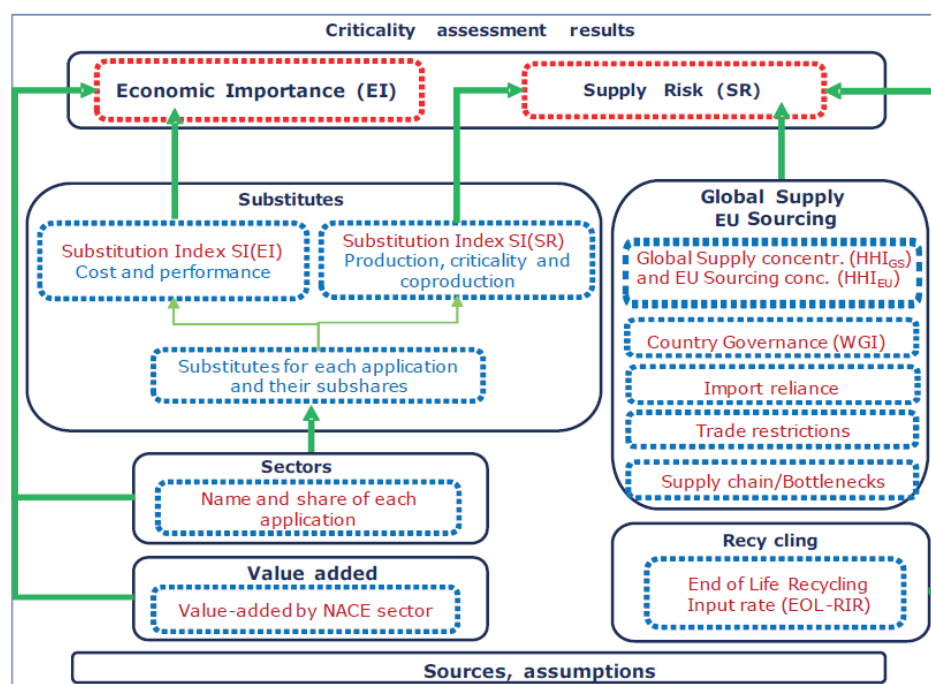 Criticality assessment results
Economic Importance (EI)
Supply Risk (SR)
Substitutes
Substitution Index SI(EI)
Cost and performance
Substitution Index SI(SR)
Production, criticality and
coproduction
Substitutes for each application
and their subshares
Sectors
Name and share of each
application
Value added
Value-added by NACE sector
Global Supply
EU Sourcing
Global Supply concentr. (HHIGS)
and EU Sourcing conc. (HHIEU)
Country Governance (WGI)
Import reliance
Trade restrictions
Supply chain/Bottlenecks
Recy cling
End of Life Recycling
Input rate (EOL-RIR)
Sources, assumptions